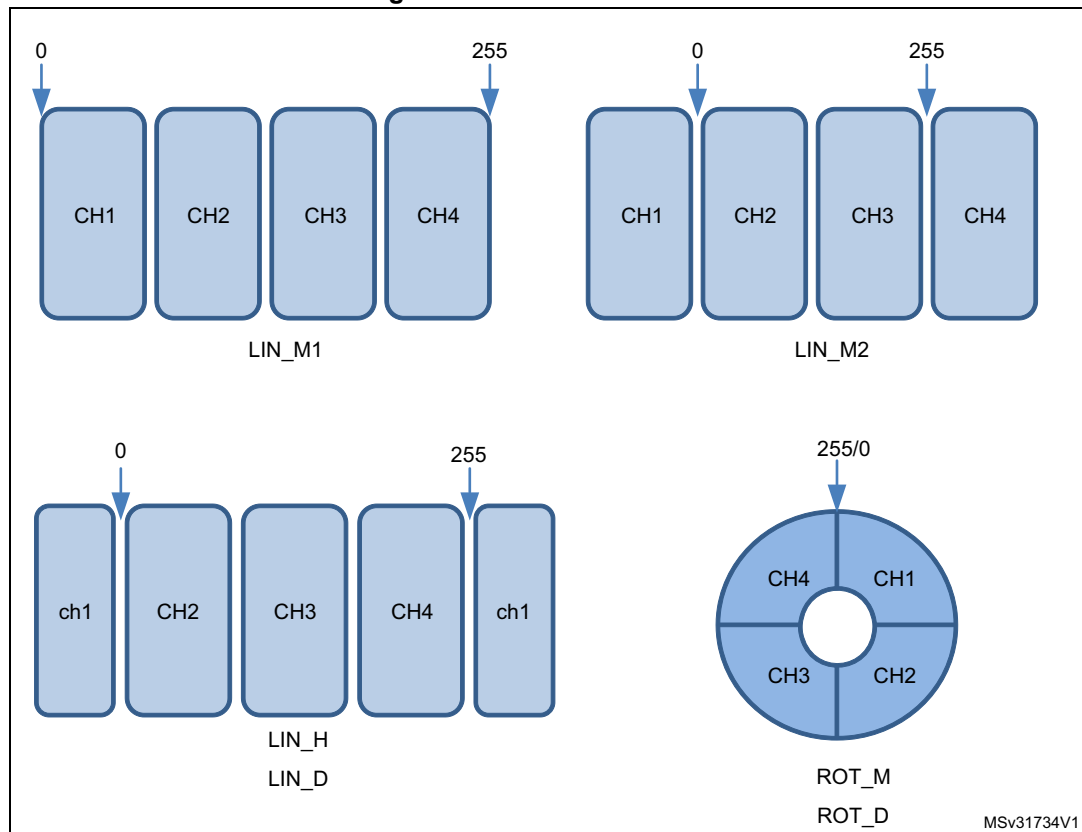 g
0 255
CH1 CH2 CH3 CH4
LIN_M1
0 255
CH1 CH2 CH3 CH4
LIN_M2
0 255
ch1 CH2 CH3 CH4 ch1
LIN_H
LIN_D
255/0
CH4 CH1
CH3 CH2
ROT_M
ROT_D
MSv31734V1